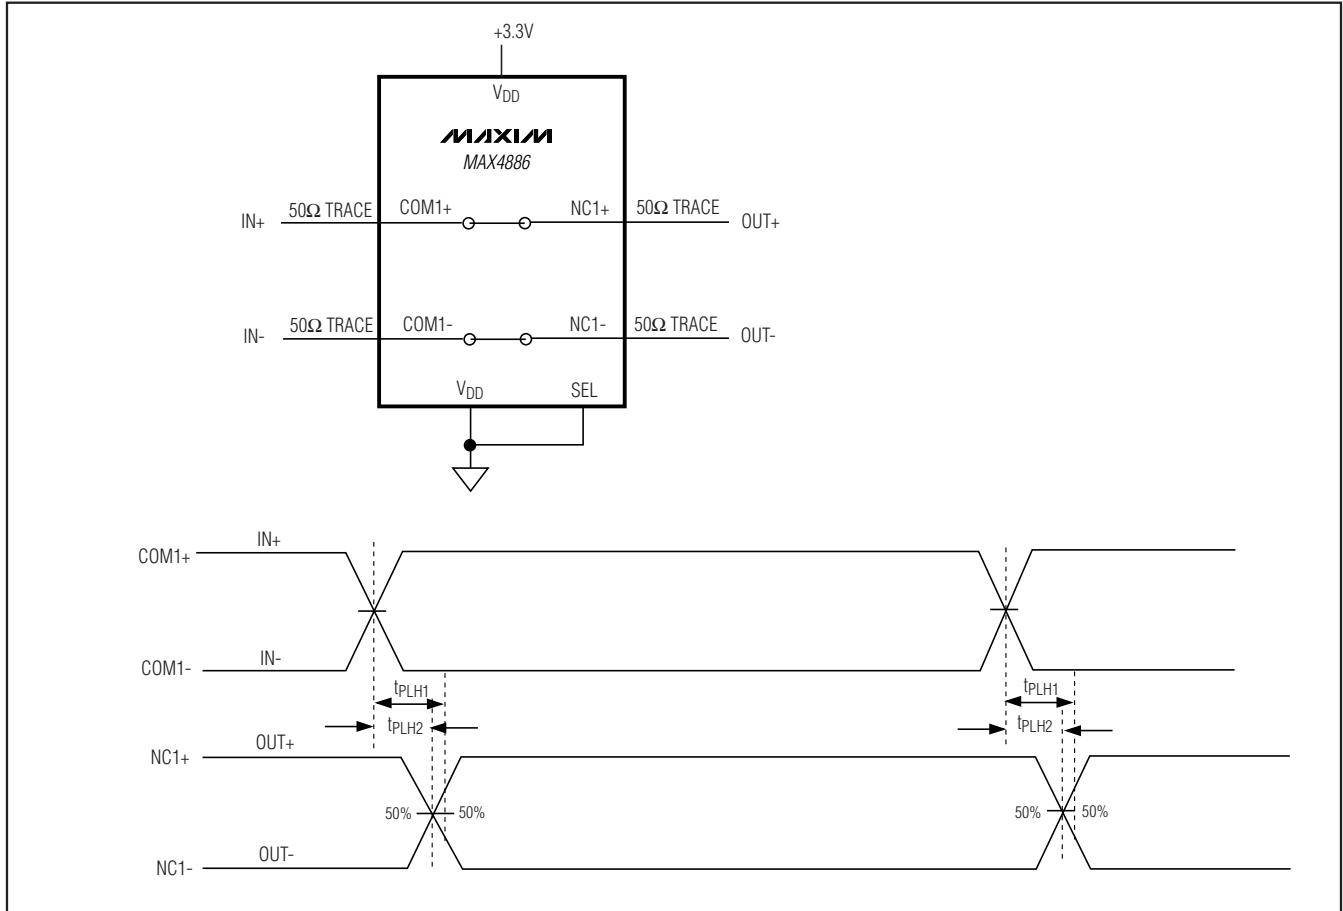 +3.3V
VDD
MAXIM
MAX4886
IN+ 50Ω TRACE COM1+ NC1+ 50Ω TRACE OUT+
IN- 50Ω TRACE COM1- NC1- 50Ω TRACE OUT-
VDD SEL
COM1+ IN+
COM1- IN-
tPLH1 tPLH1
tPLH2 tPLH2
NC1+ OUT+
50% 50% 50% 50%
NC1- OUT-